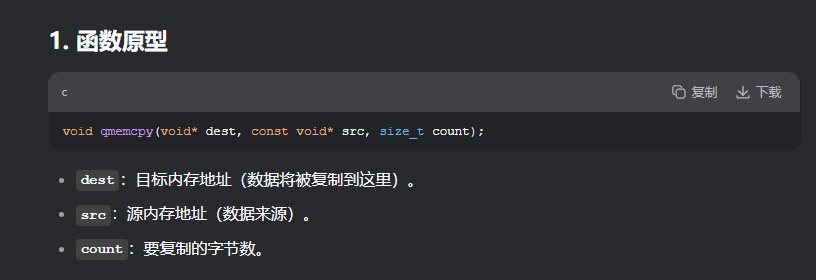 1. 函数原型
c 复制 下载
void qmemcpy(void* dest, const void* src, size_t count);
• dest：目标内存地址（数据将被复制到这里）。
• src：源内存地址（数据来源）。
• count：要复制的字节数。